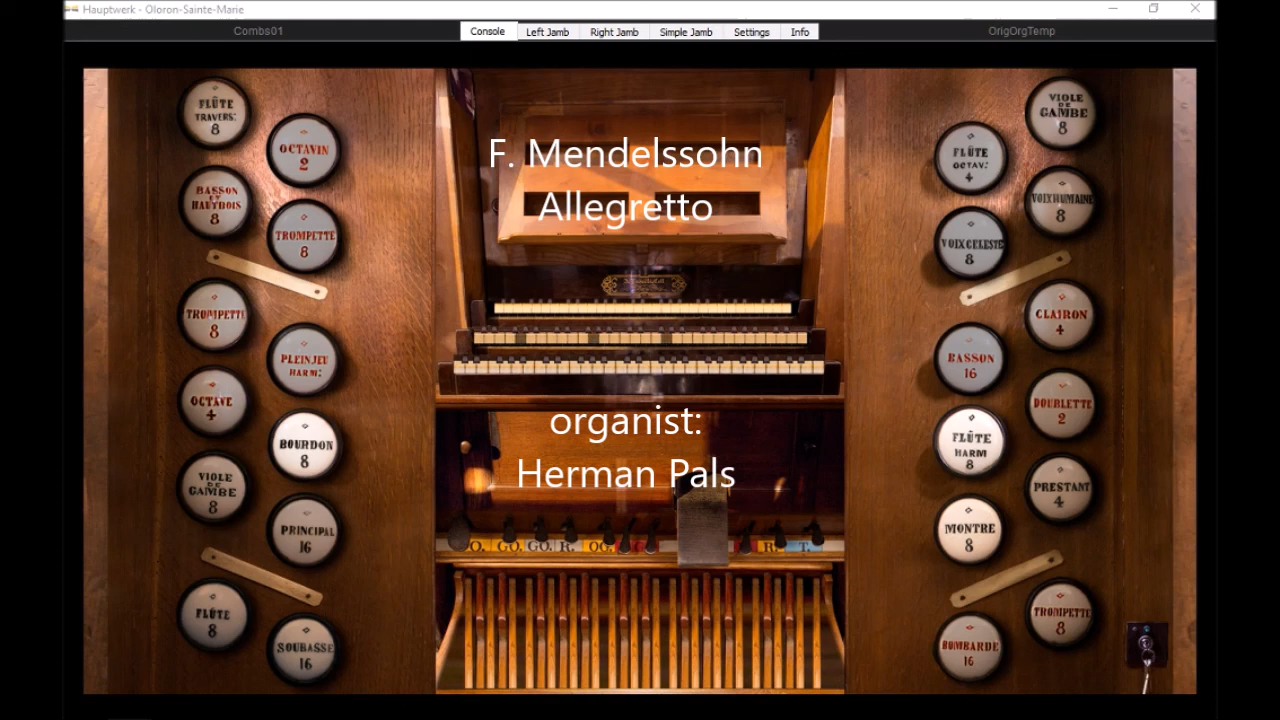 Hauptwerk - Oloron-Sainte-Marie
Combs01
Console
Left Jamb
Right Jamb
Simple Jamb
Settings
Info
OrigOrgTemp
F. Mendelssohn
Allegretto
organist:
Herman Pals
FLÛTE
TRAVERS:
8
OCTAVIN
2
BASSON
ET
HAUTBOIS
8
TROMPETTE
8
TROMPETTE
8
PLEIN JEU
HARM:
OCTAVE
4
BOURDON
8
VIOLE
DE
GAMBE
8
PRINCIPAL
16
FLÛTE
8
SOUBASSE
16
VIOLE
DE
GAMBE
8
FLÛTE
OCTAV:
4
VOIX HUMAINE
8
VOIX CELESTE
8
CLAIRON
4
BASSON
16
DOUBLETTE
2
FLÛTE
HARM
8
PRESTANT
4
MONTRE
8
TROMPETTE
8
BOMBARDE
16
O. GO. GO. R. OG. R. T.